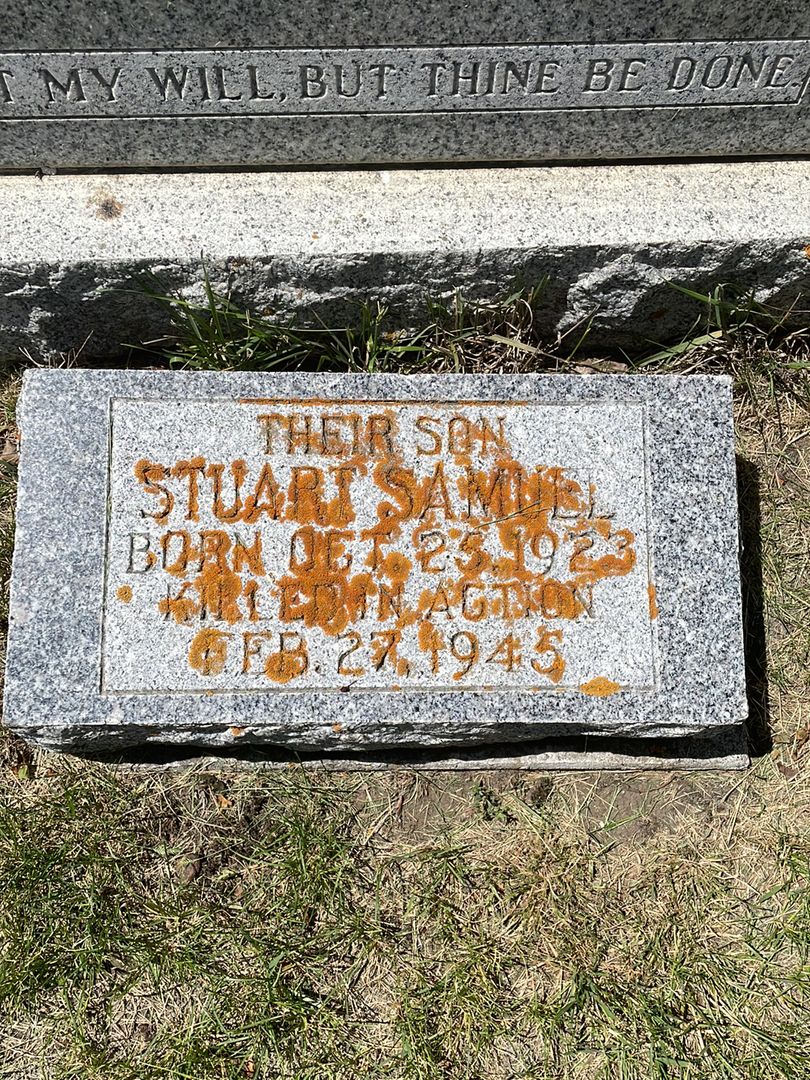 T MY WILL, BUT THINE BE DONE.
THEIR SON
STUART SAMUEL
BORN OCT. 25, 1923
KILLED IN ACTION
FEB. 27, 1945